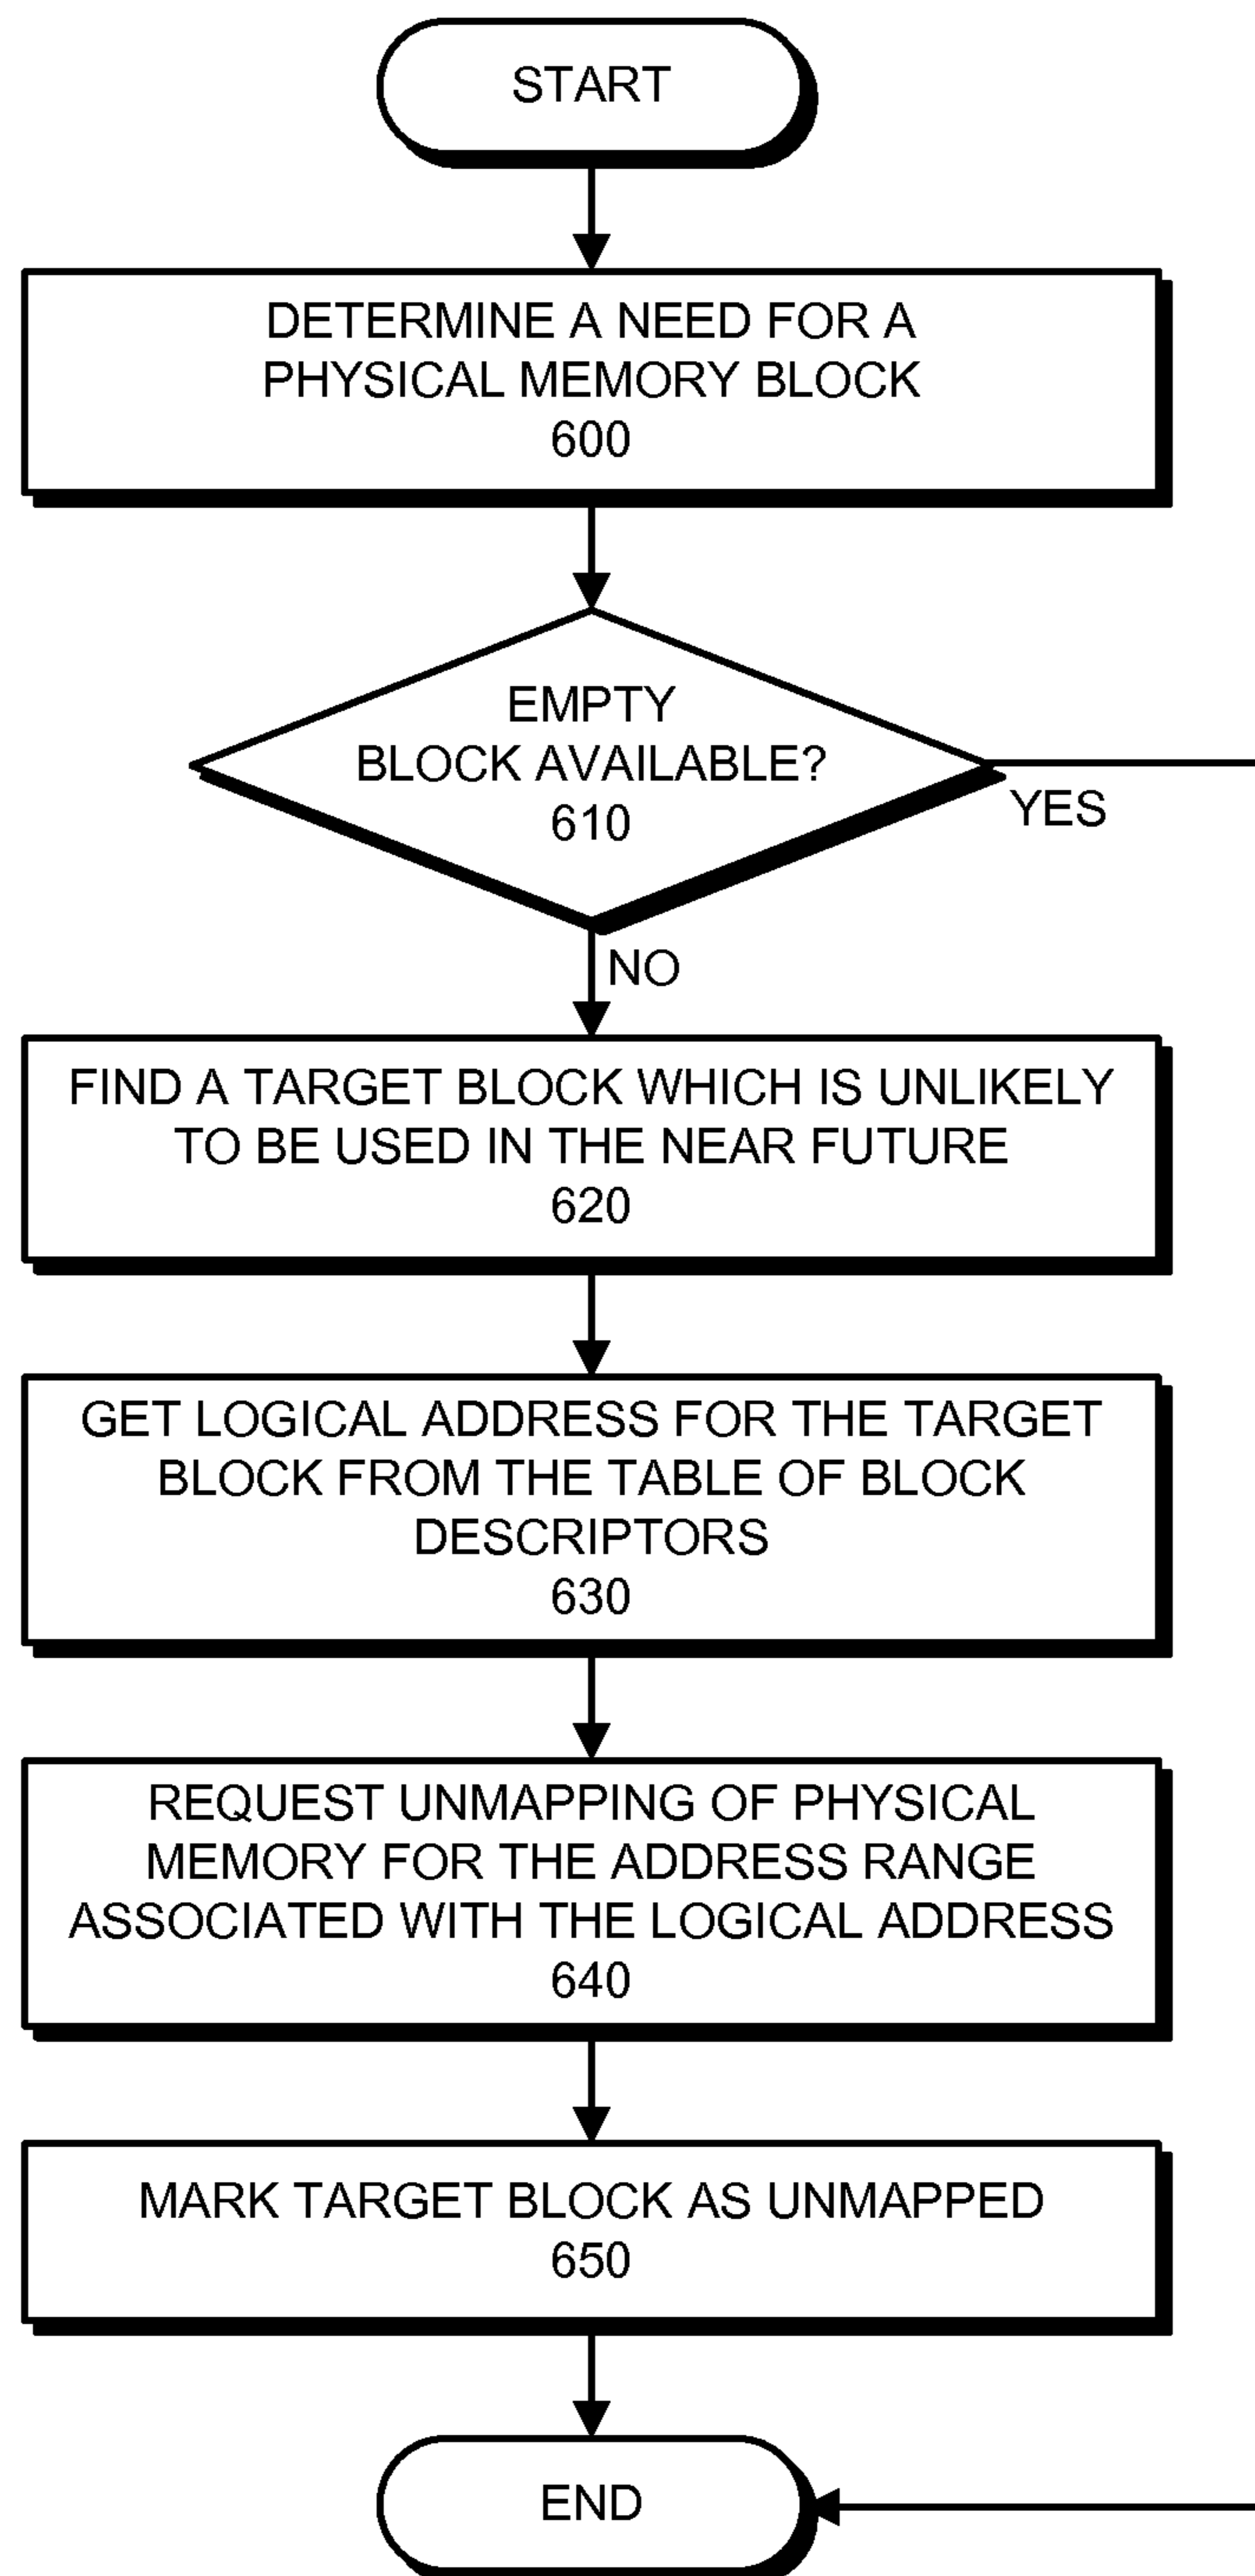 START
DETERMINE A NEED FOR A
PHYSICAL MEMORY BLOCK
600
EMPTY
BLOCK AVAILABLE?
610
YES
NO
FIND A TARGET BLOCK WHICH IS UNLIKELY
TO BE USED IN THE NEAR FUTURE
620
GET LOGICAL ADDRESS FOR THE TARGET
BLOCK FROM THE TABLE OF BLOCK
DESCRIPTORS
630
REQUEST UNMAPPING OF PHYSICAL
MEMORY FOR THE ADDRESS RANGE
ASSOCIATED WITH THE LOGICAL ADDRESS
640
MARK TARGET BLOCK AS UNMAPPED
650
END